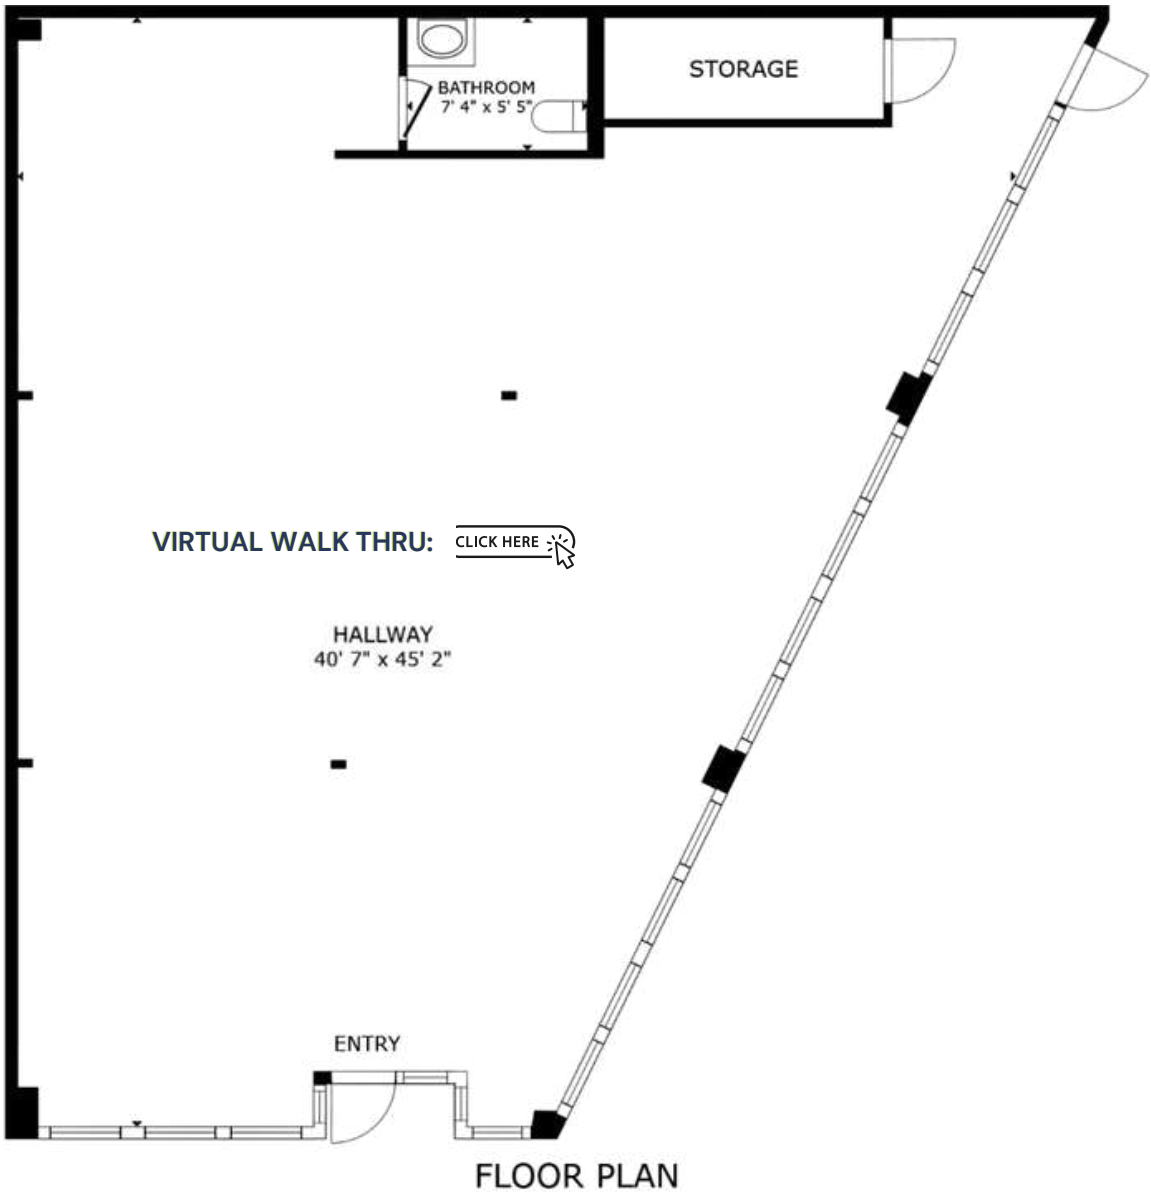 STORAGE
BATHROOM
7' 4" x 5' 5"
VIRTUAL WALK THRU:
CLICK HERE
HALLWAY
40' 7" x 45' 2"
ENTRY
FLOOR PLAN